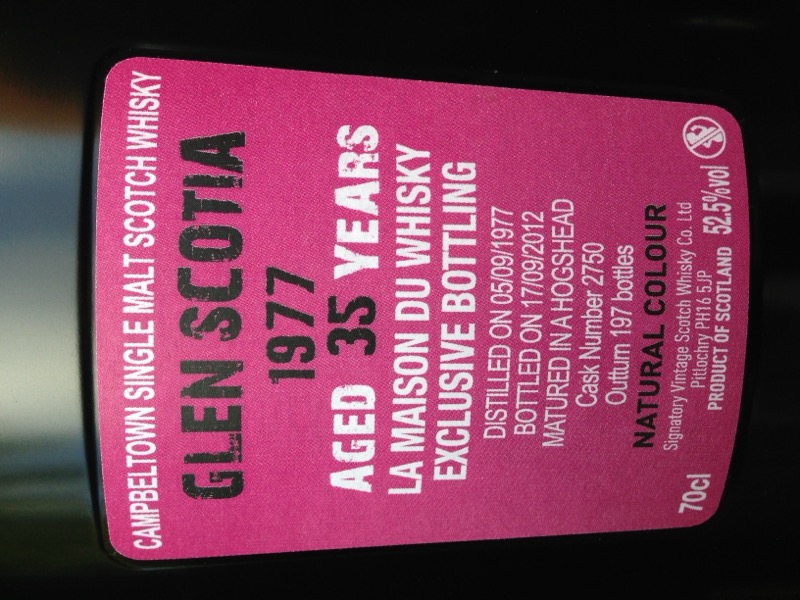 CAMPBELTOWN SINGLE MALT SCOTCH WHISKY
GLEN SCOTIA
1977
AGED 35 YEARS
LA MAISON DU WHISKY
EXCLUSIVE BOTTLING
DISTILLED ON 05/09/1977
BOTTLED ON 17/09/2012
MATURED IN A HOGSHEAD
Cask Number 2750
Outturn 197 bottles
NATURAL COLOUR
Signatory Vintage Scotch Whisky Co. Ltd
Pitlochry PH16 5JP
70cl PRODUCT OF SCOTLAND 52.5%vol